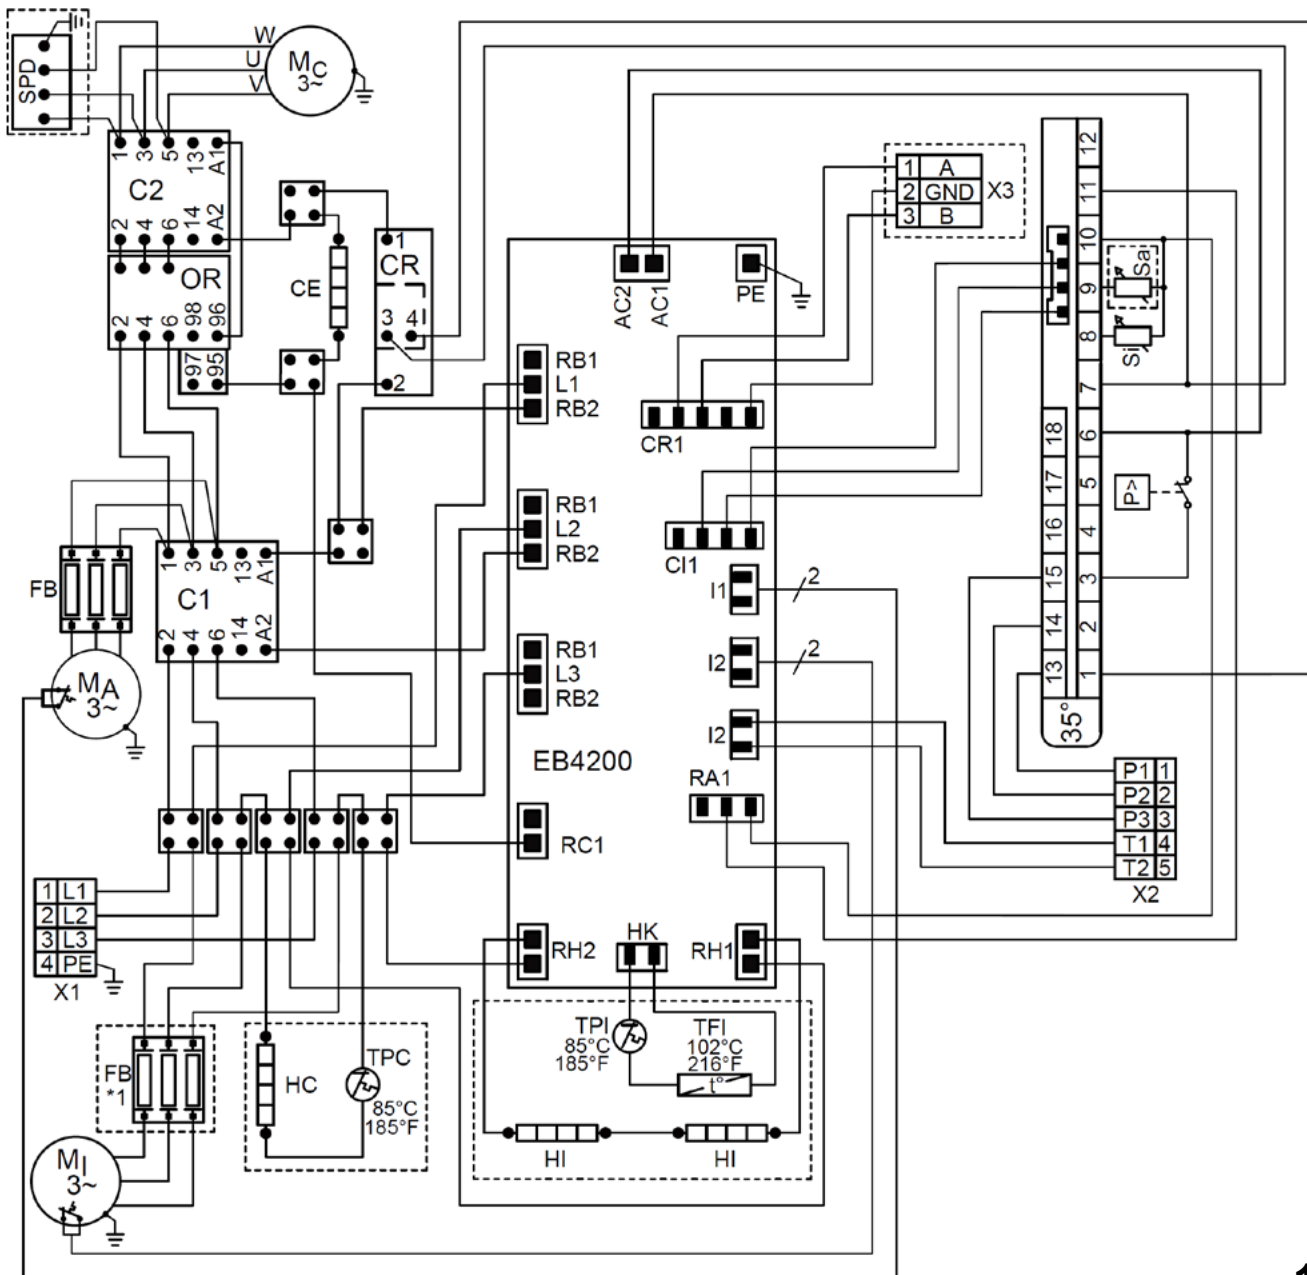 SPD
W
U
V
MC
3~
1 3 5 13 A1
C2
2 4 6 14 A2
OR
2 4 6 98 96
97 95
CE
1
CR
3 4
2
AC2 AC1 PE
1 A
2 GND
3 B
X3
RB1
L1
RB2
CR1
RB1
L2
RB2
CI1
I1
2
RB1
L3
RB2
I2
2
I2
EB4200
RA1
RC1
RH2
HK
RH1
12
11
10
9
8
7
6
5
4
3
2
1
18
17
16
15
14
13
35°
Sa
Si
P>
FB
1 3 5 13 A1
C1
2 4 6 14 A2
MA
3~
P1 1
P2 2
P3 3
T1 4
T2 5
X2
1 L1
2 L2
3 L3
4 PE
X1
FB
*1
MI
3~
HC
TPC
85°C
185°F
TPI
85°C
185°F
TFI
102°C
216°F
t°
HI
HI